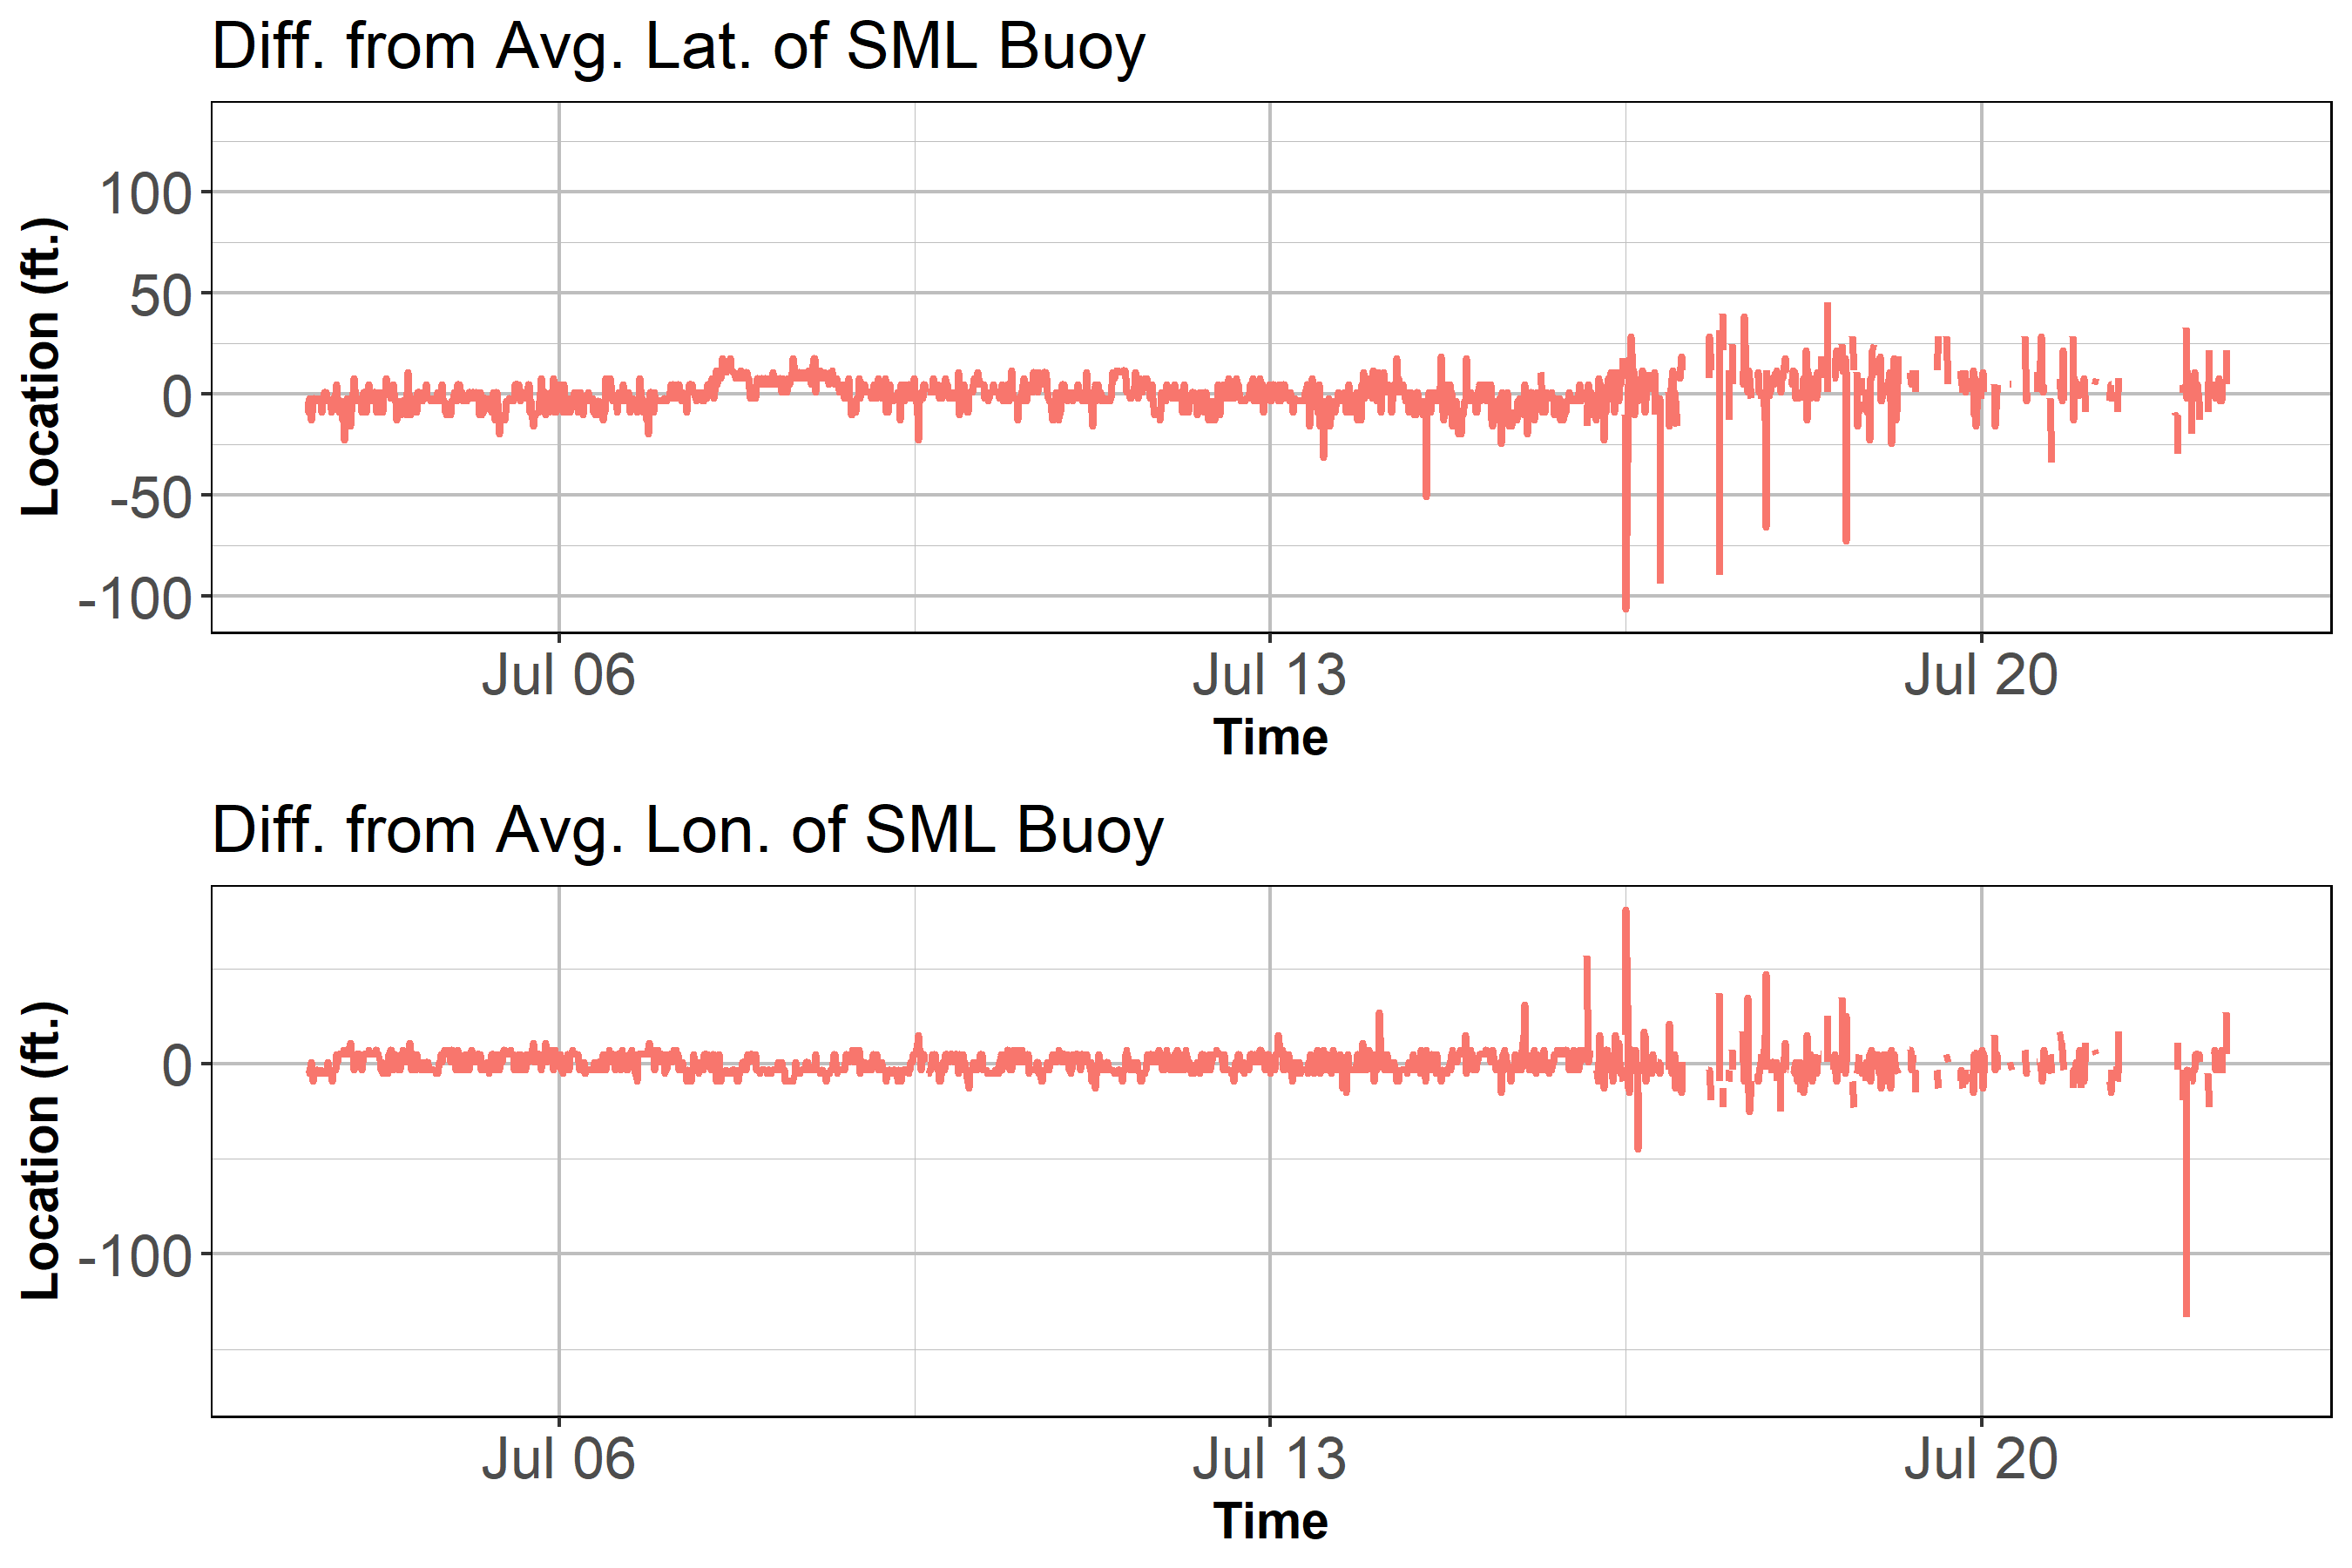 Diff. from Avg. Lat. of SML Buoy
Location (ft.)
100
50
0
-50
-100
Jul 06
Jul 13
Jul 20
Time
Diff. from Avg. Lon. of SML Buoy
Location (ft.)
0
-100
Jul 06
Jul 13
Jul 20
Time